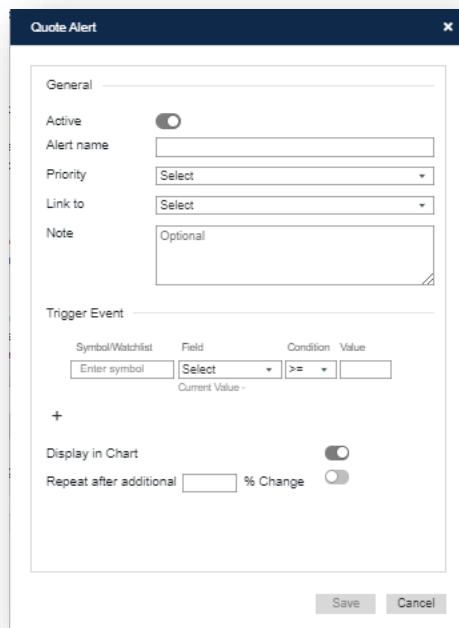 Quote Alert
General
Active
Alert name
Priority Select
Link to Select
Note Optional
Trigger Event
Symbol/Watchlist Field Condition Value
Enter symbol Select >=
Current Value -
+
Display in Chart
Repeat after additional % Change
Save Cancel